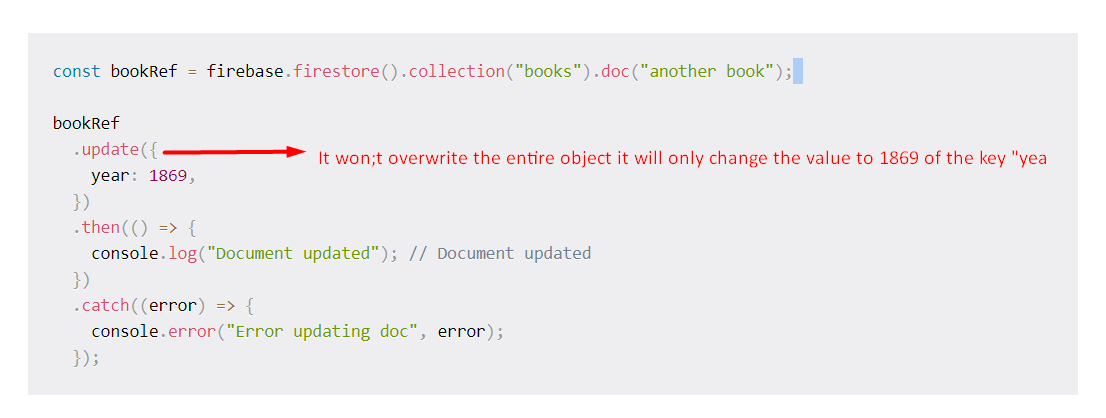 const bookRef = firebase.firestore().collection("books").doc("another book");
bookRef
.update({ It won;t overwrite the entire object it will only change the value to 1869 of the key "yea
year: 1869,
})
.then(() => {
console.log("Document updated"); // Document updated
})
.catch((error) => {
console.error("Error updating doc", error);
});